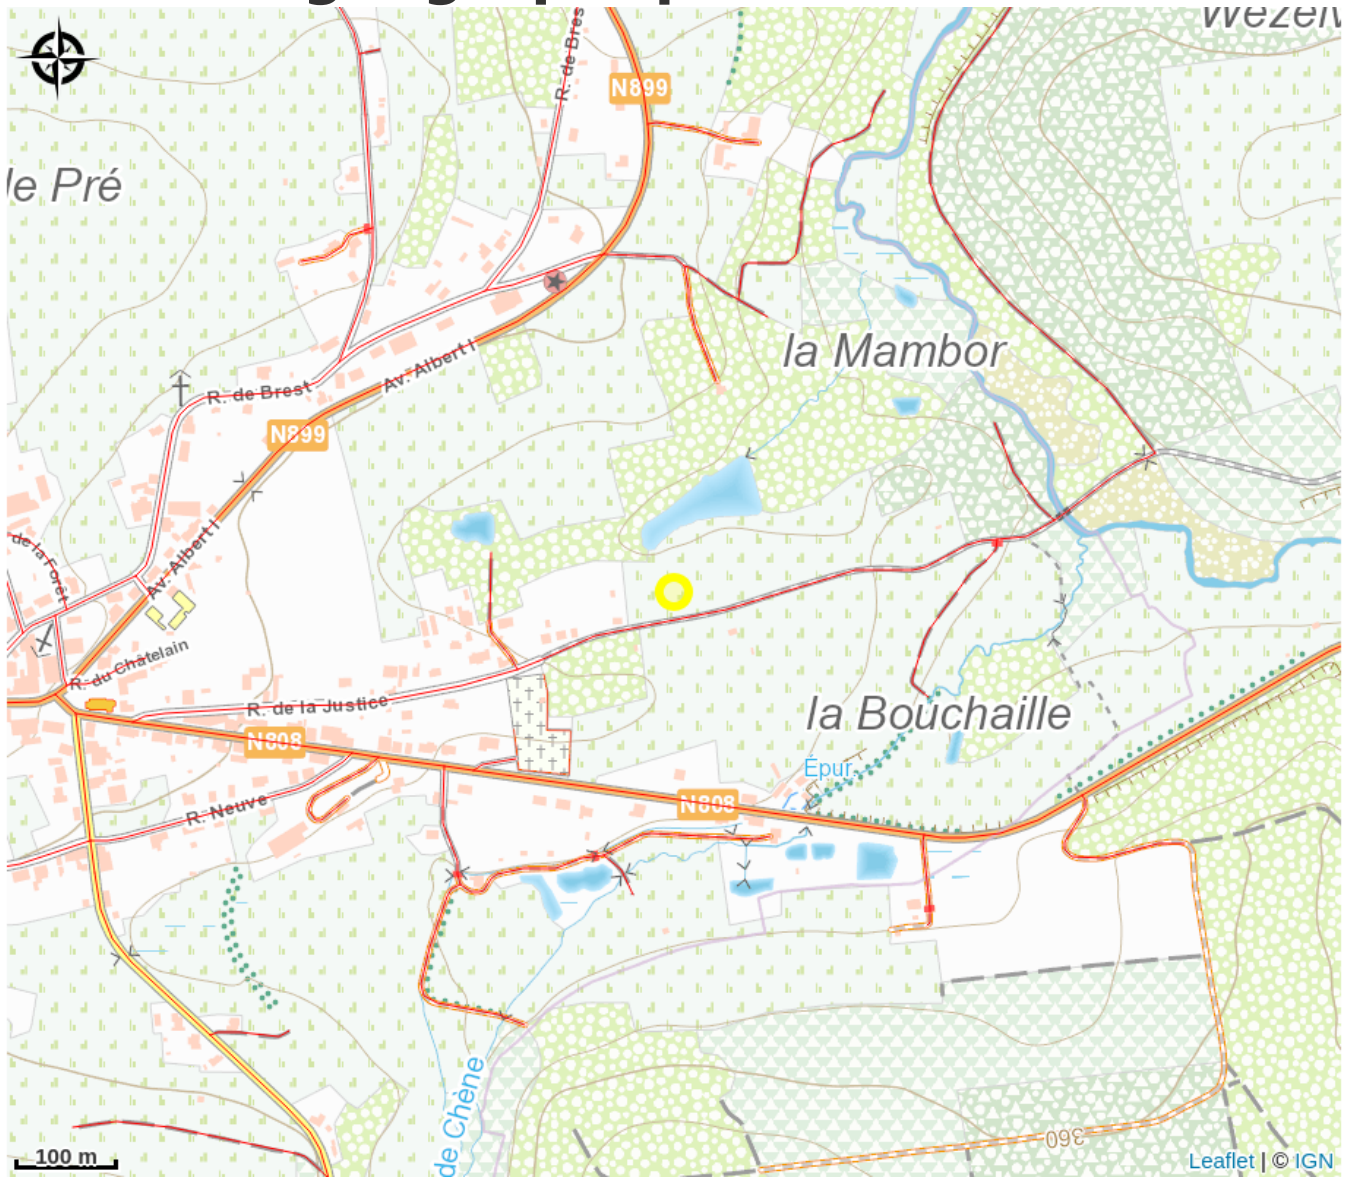 N899
R. de Bres
le Pré
la Mambor
Av. Albert I
R. de Brest
N899
Av. Albert I
de la Forêt
R. du Châtelain
R. de la Justice
la Bouchaille
N808
Épur.
R. Neuve
N808
de Chêne
360
100 m
Leaflet | © IGN